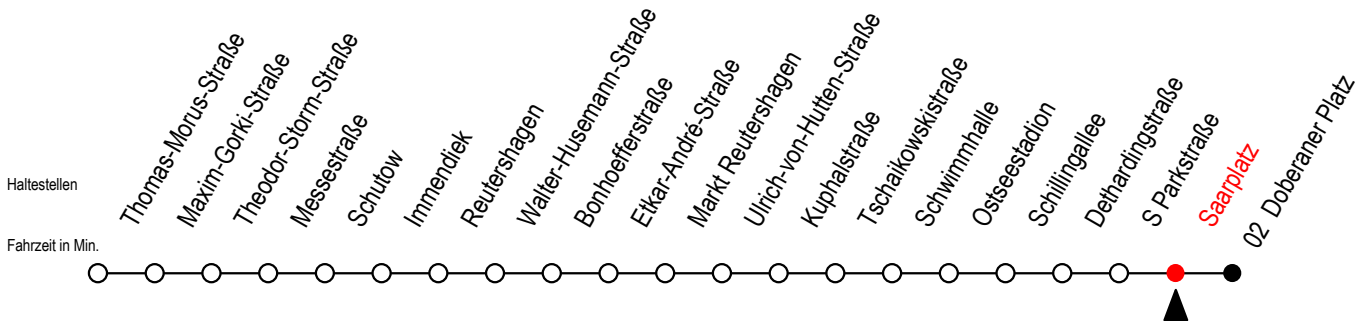 Haltestellen
Fahrzeit in Min.
Thomas-Morus-Straße
Maxim-Gorki-Straße
Theodor-Storm-Straße
Messestraße
Schutow
Immendiek
Reutershagen
Walter-Husemann-Straße
Bonhoefferstraße
Etkar-André-Straße
Markt Reutershagen
Ulrich-von-Hutten-Straße
Kuphalstraße
Tschaikowskistraße
Schwimmhalle
Ostseestadion
Schillingallee
Dethardingstraße
S Parkstraße
Saarplatz
02 Doberaner Platz